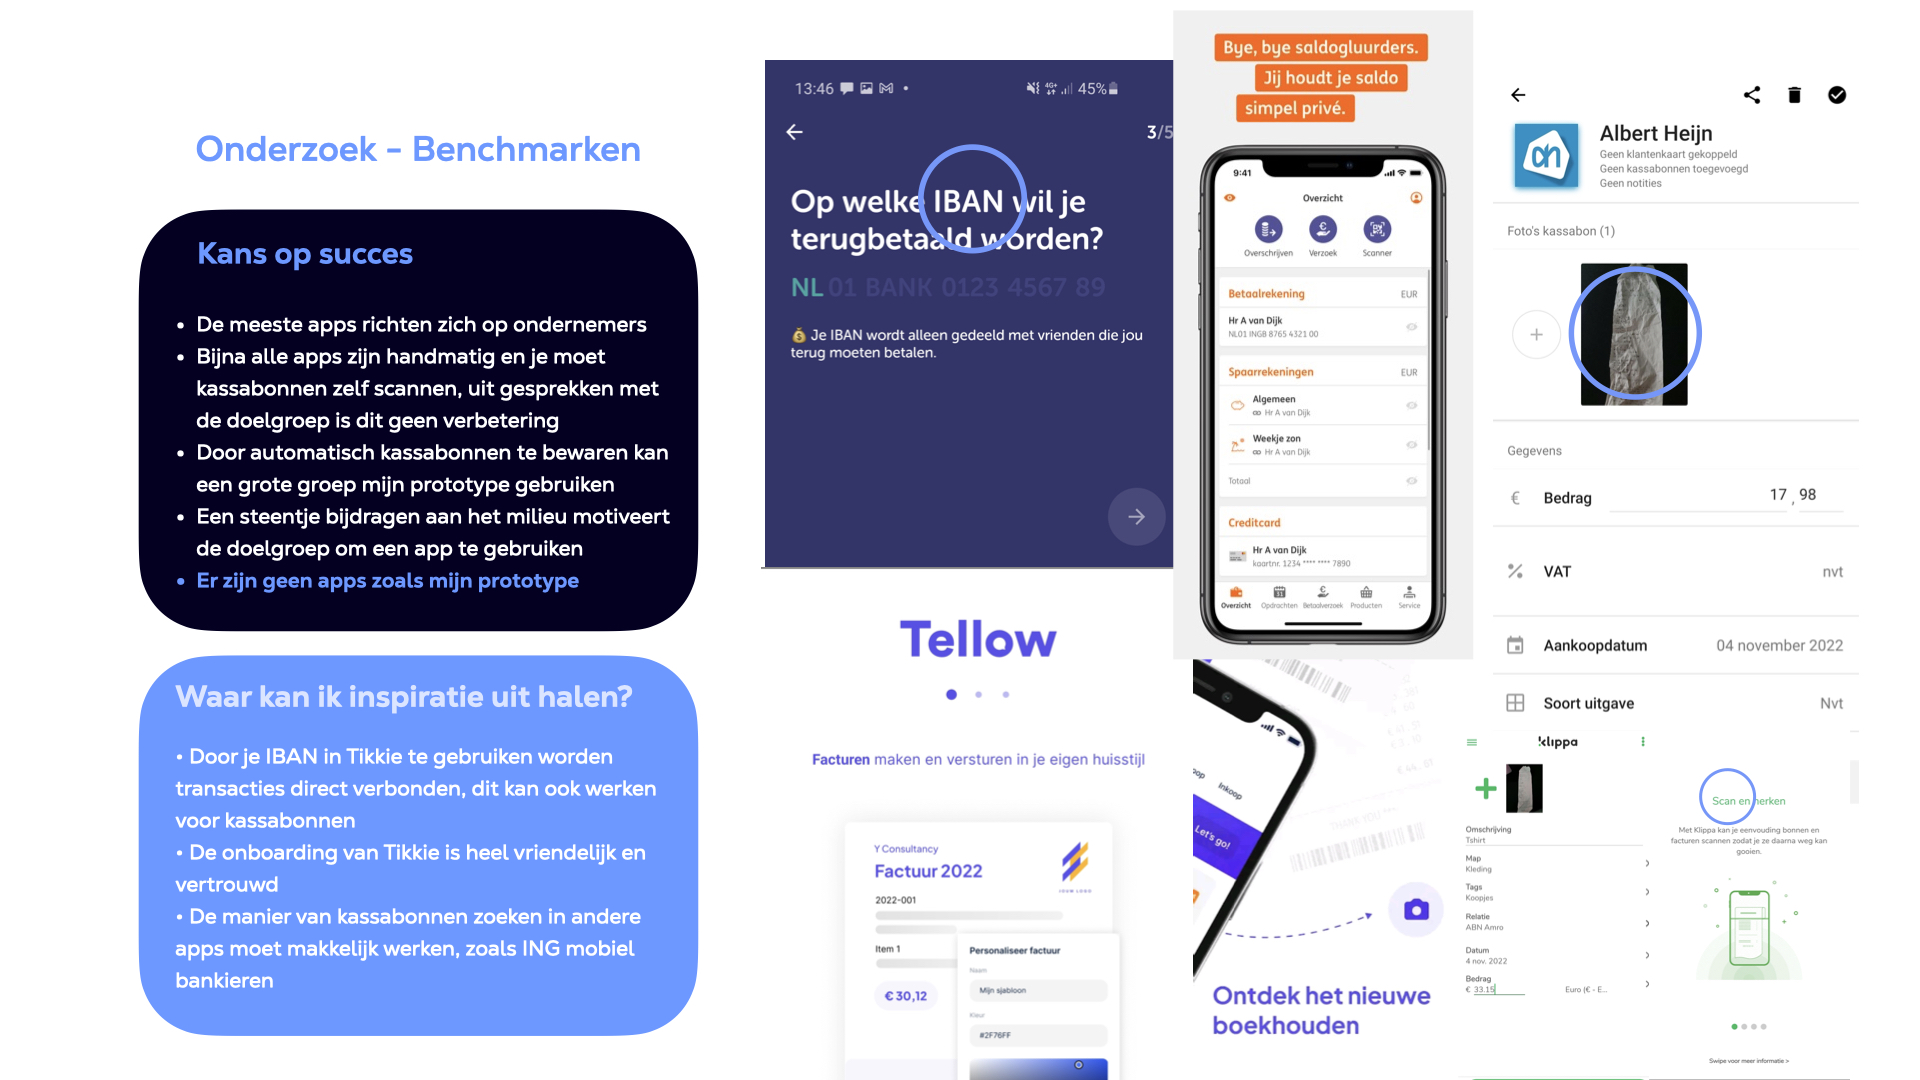 Onderzoek - Benchmarken
Kans op succes
• De meeste apps richten zich op ondernemers
• Bijna alle apps zijn handmatig en je moet
kassabonnen zelf scannen, uit gesprekken met
de doelgroep is dit geen verbetering
• Door automatisch kassabonnen te bewaren kan
een grote groep mijn prototype gebruiken
• Een steentje bijdragen aan het milieu motiveert
de doelgroep om een app te gebruiken
• Er zijn geen apps zoals mijn prototype
Waar kan ik inspiratie uit halen?
• Door je IBAN in Tikkie te gebruiken worden
transacties direct verbonden, dit kan ook werken
voor kassabonnen
• De onboarding van Tikkie is heel vriendelijk en
vertrouwd
• De manier van kassabonnen zoeken in andere
apps moet makkelijk werken, zoals ING mobiel
bankieren
13:46
4G+
45%
3/5
Op welke IBAN wil je
terugbetaald worden?
NL 01 BANK 0123 4567 89
Je IBAN wordt alleen gedeeld met vrienden die jou
terug moeten betalen.
Bye, bye saldogluurders.
Jij houdt je saldo
simpel privé.
9:41
Overzicht
Overschrijven
Verzoek
Scanner
Betaalrekening
EUR
Hr A van Dijk
NL01 INGB 8765 4321 00
Spaarrekeningen
EUR
Algemeen
Hr A van Dijk
Weekje zon
Hr A van Dijk
Totaal
Creditcard
Hr A van Dijk
kaartnr. 1234 **** **** 7890
Overzicht
Opdrachten
Betaalverzoek
Producten
Service
Albert Heijn
Geen klantenkaart gekoppeld
Geen kassabonnen toegevoegd
Geen notities
Foto's kassabon (1)
Gegevens
€ Bedrag 17 , 98
% VAT nvt
Aankoopdatum 04 november 2022
Soort uitgave Nvt
Tellow
Facturen maken en versturen in je eigen huisstijl
Y Consultancy
Factuur 2022
JOUW LOGO
2022-001
Item 1
€ 30,12
Personaliseer factuur
Naam
Mijn sjabloon
Kleur
#2F76FF
Inkoop
Let's go!
THANK YOU
€ 44, 01
Ontdek het nieuwe
boekhouden
klippa
Omschrijving
Tshirt
Map
Kleding
Tags
Koopjes
Relatie
ABN Amro
Datum
4 nov. 2022
Bedrag
€ 33.15
Euro (€ - E...
Scan en herken
Met Klippa kan je eenvouding bonnen en
facturen scannen zodat je ze daarna weg kan
gooien.
Swipe voor meer informatie >